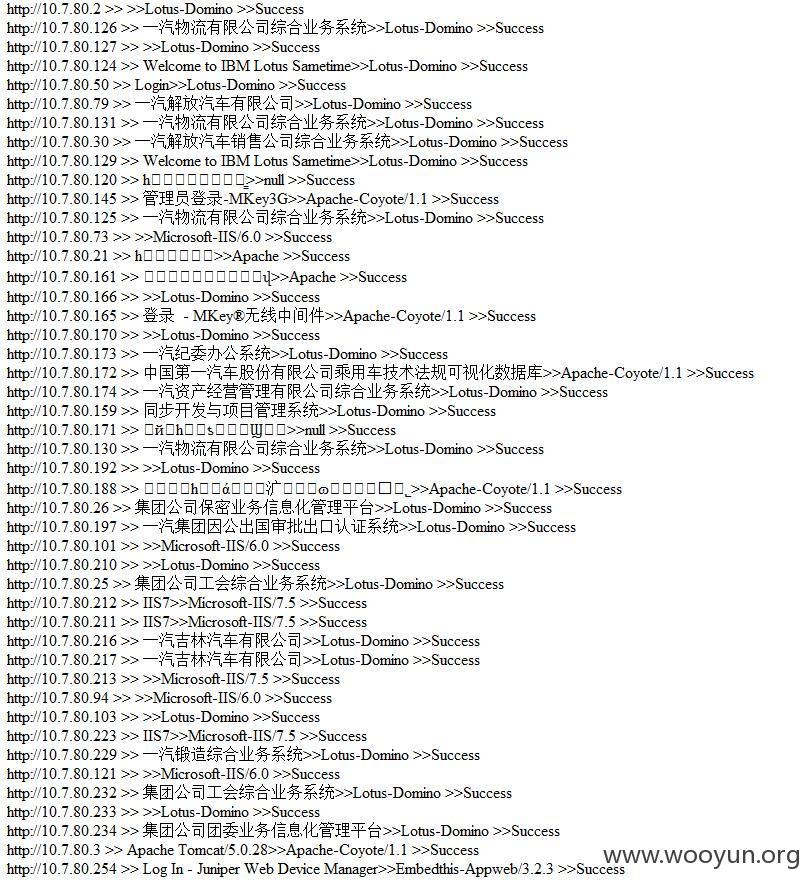 http://10.7.80.2 >> >>Lotus-Domino >>Success
http://10.7.80.126 >> 一汽物流有限公司综合业务系统>>Lotus-Domino >>Success
http://10.7.80.127 >> >>Lotus-Domino >>Success
http://10.7.80.124 >> Welcome to IBM Lotus Sametime>>Lotus-Domino >>Success
http://10.7.80.50 >> Login>>Lotus-Domino >>Success
http://10.7.80.79 >> 一汽解放汽车有限公司>>Lotus-Domino >>Success
http://10.7.80.131 >> 一汽物流有限公司综合业务系统>>Lotus-Domino >>Success
http://10.7.80.30 >> 一汽解放汽车销售公司综合业务系统>>Lotus-Domino >>Success
http://10.7.80.129 >> Welcome to IBM Lotus Sametime>>Lotus-Domino >>Success
http://10.7.80.120 >> >>null >>Success
http://10.7.80.145 >> 管理员登录-MKey3G>>Apache-Coyote/1.1 >>Success
http://10.7.80.125 >> 一汽物流有限公司综合业务系统>>Lotus-Domino >>Success
http://10.7.80.73 >> >>Microsoft-IIS/6.0 >>Success
http://10.7.80.21 >> >>Apache >>Success
http://10.7.80.161 >> >>Apache >>Success
http://10.7.80.166 >> >>Lotus-Domino >>Success
http://10.7.80.165 >> 登录 - MKey®无线中间件>>Apache-Coyote/1.1 >>Success
http://10.7.80.170 >> >>Lotus-Domino >>Success
http://10.7.80.173 >> 一汽纪委办公系统>>Lotus-Domino >>Success
http://10.7.80.172 >> 中国第一汽车股份有限公司乘用车技术法规可视化数据库>>Apache-Coyote/1.1 >>Success
http://10.7.80.174 >> 一汽资产经营管理有限公司综合业务系统>>Lotus-Domino >>Success
http://10.7.80.159 >> 同步开发与项目管理系统>>Lotus-Domino >>Success
http://10.7.80.171 >> >>null >>Success
http://10.7.80.130 >> 一汽物流有限公司综合业务系统>>Lotus-Domino >>Success
http://10.7.80.192 >> >>Lotus-Domino >>Success
http://10.7.80.188 >> >>Apache-Coyote/1.1 >>Success
http://10.7.80.26 >> 集团公司保密业务信息化管理平台>>Lotus-Domino >>Success
http://10.7.80.197 >> 一汽集团因公出国审批出口认证系统>>Lotus-Domino >>Success
http://10.7.80.101 >> >>Microsoft-IIS/6.0 >>Success
http://10.7.80.210 >> >>Lotus-Domino >>Success
http://10.7.80.25 >> 集团公司工会综合业务系统>>Lotus-Domino >>Success
http://10.7.80.212 >> IIS7>>Microsoft-IIS/7.5 >>Success
http://10.7.80.211 >> IIS7>>Microsoft-IIS/7.5 >>Success
http://10.7.80.216 >> 一汽吉林汽车有限公司>>Lotus-Domino >>Success
http://10.7.80.217 >> 一汽吉林汽车有限公司>>Lotus-Domino >>Success
http://10.7.80.213 >> >>Microsoft-IIS/7.5 >>Success
http://10.7.80.94 >> >>Microsoft-IIS/6.0 >>Success
http://10.7.80.103 >> >>Lotus-Domino >>Success
http://10.7.80.223 >> IIS7>>Microsoft-IIS/7.5 >>Success
http://10.7.80.229 >> 一汽锻造综合业务系统>>Lotus-Domino >>Success
http://10.7.80.121 >> >>Microsoft-IIS/6.0 >>Success
http://10.7.80.232 >> 集团公司工会综合业务系统>>Lotus-Domino >>Success
http://10.7.80.233 >> >>Lotus-Domino >>Success
http://10.7.80.234 >> 集团公司团委业务信息化管理平台>>Lotus-Domino >>Success
http://10.7.80.3 >> Apache Tomcat/5.0.28>>Apache-Coyote/1.1 >>Success
http://10.7.80.254 >> Log In - Juniper Web Device Manager>>Embedthis-Appweb/3.2.3 >>Success
www.wooyun.org